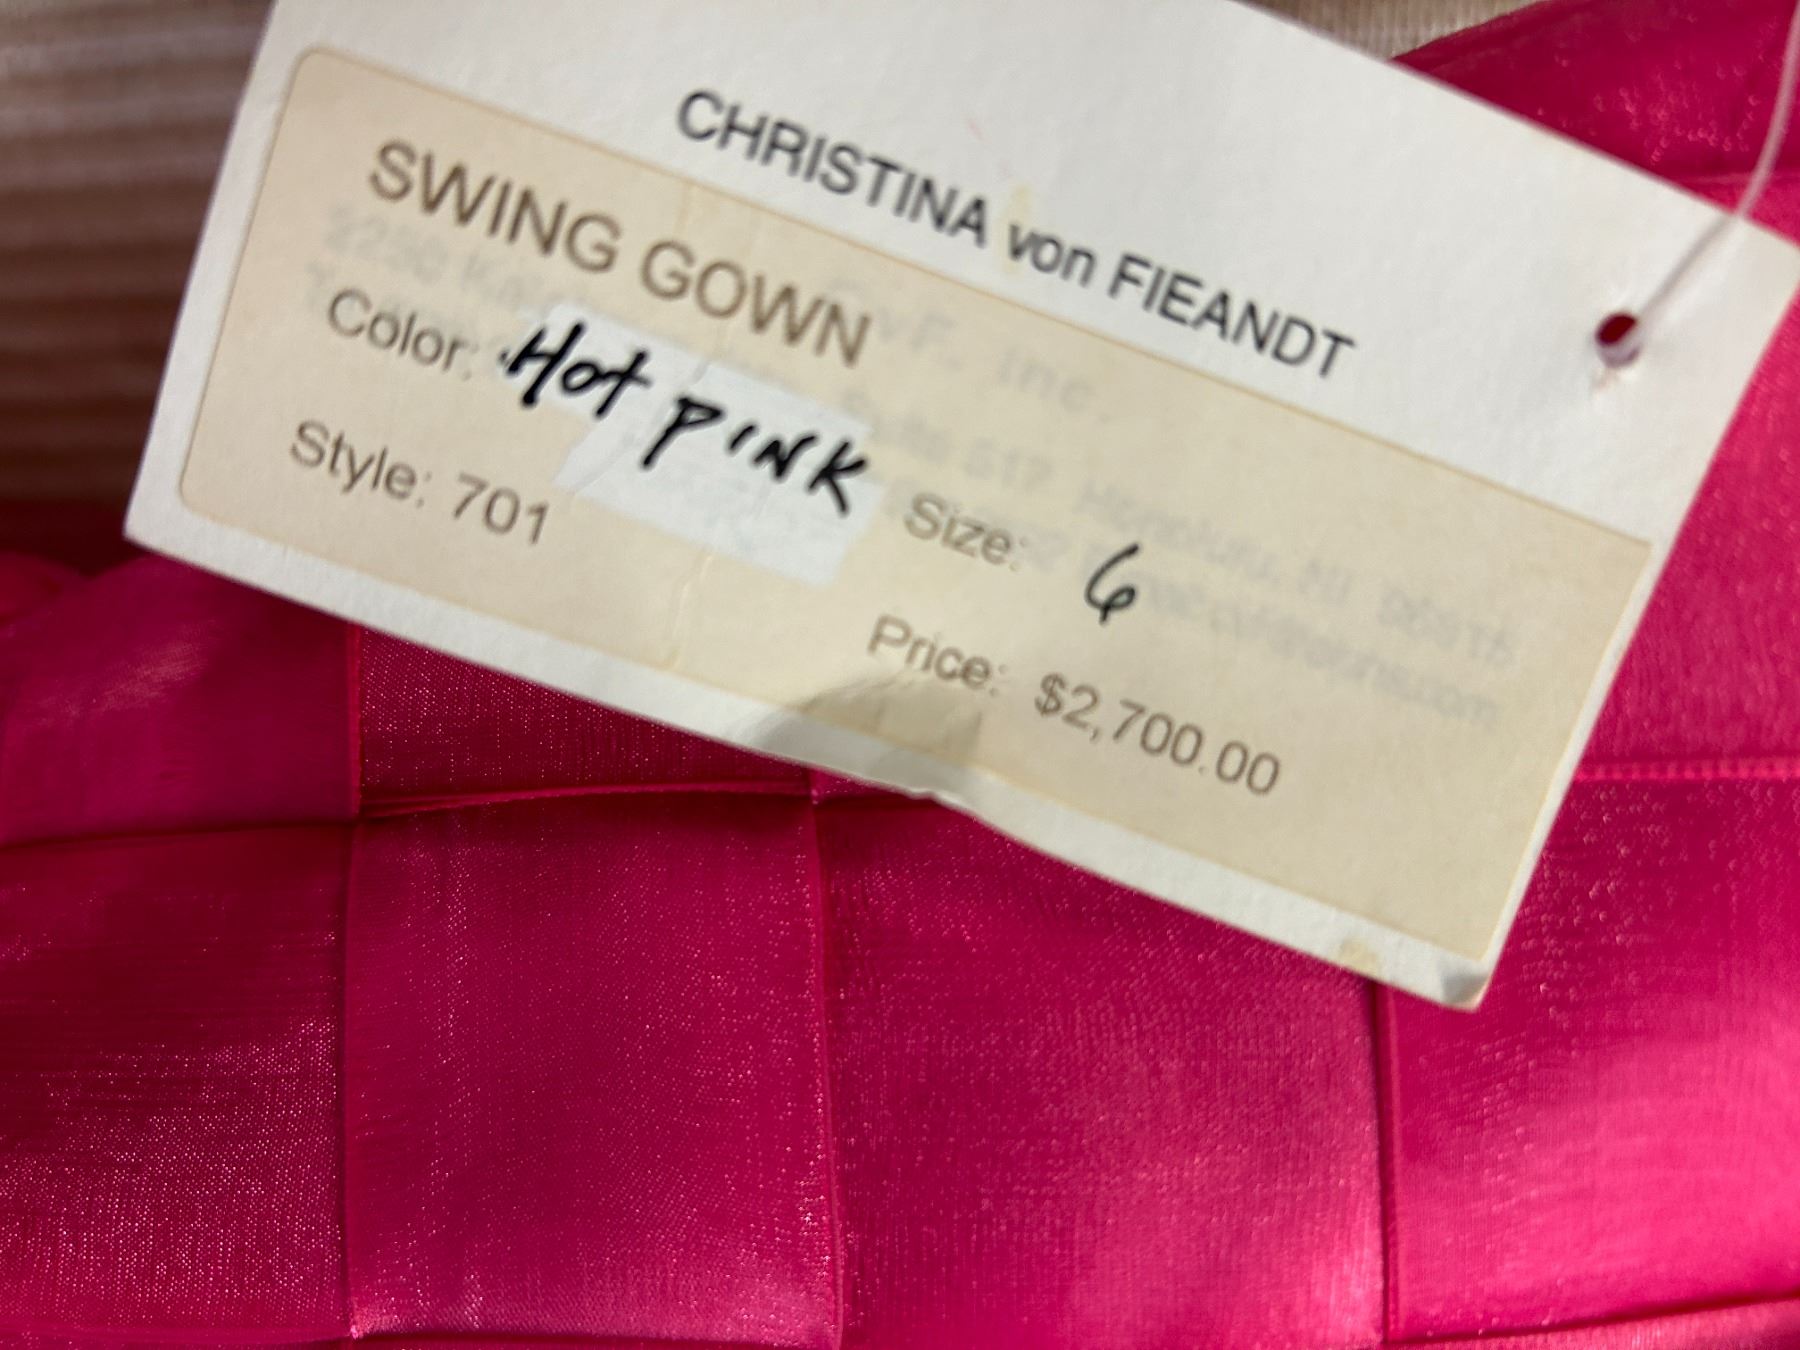 CHRISTINA von FIEANDT
SWING GOWN
Color: Hot PINK
Style: 701
Size: 6
Price: $2,700.00